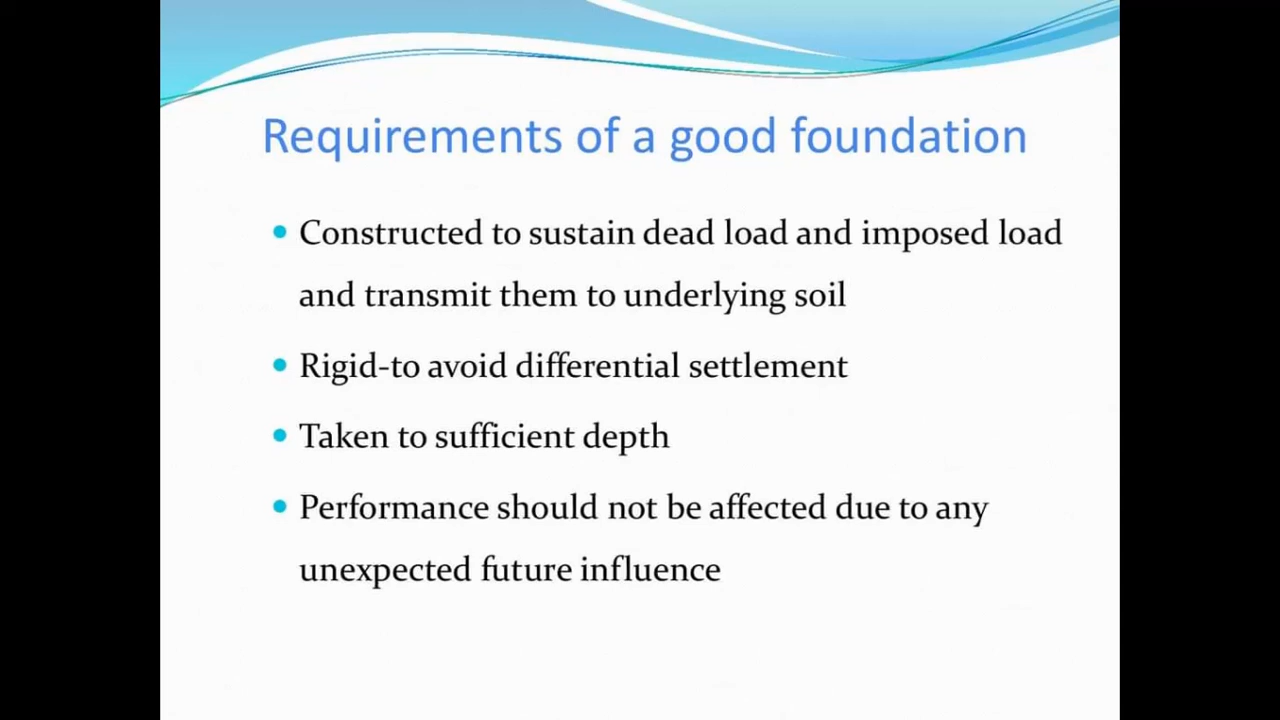 Requirements of a good foundation
• Constructed to sustain dead load and imposed load
and transmit them to underlying soil
• Rigid-to avoid differential settlement
• Taken to sufficient depth
• Performance should not be affected due to any
unexpected future influence